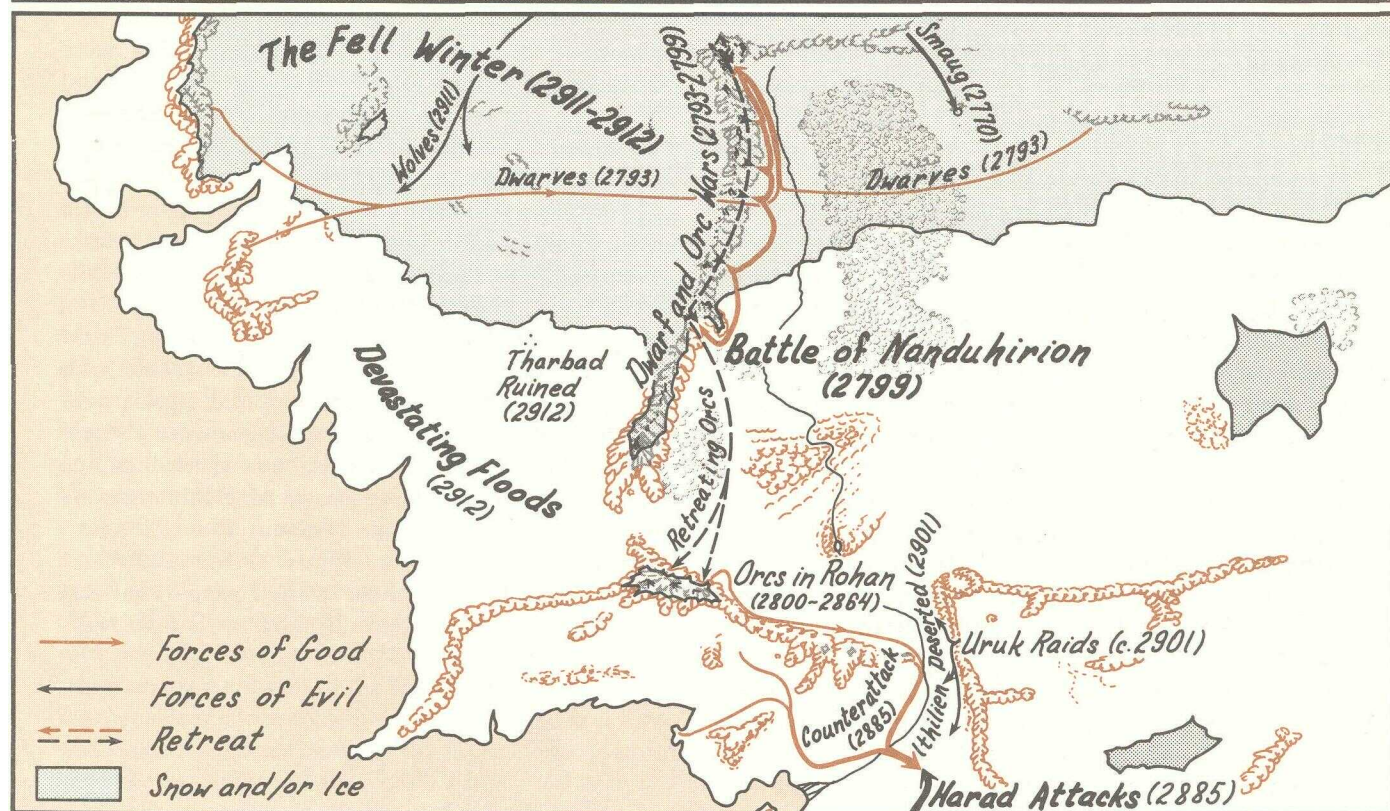 The Fell Winter (2911-2912)
Wolves (2911)
Dwarves (2793)
Dwarf and Orc Wars (2793-2799)
Smaug (2770)
Dwarves (2793)
Tharbad
Ruined
(2912)
Battle of Nanduhirion
(2799)
Devastating Floods
(2912)
Retreating Orcs
Orcs in Rohan
(2800-2864)
Ithilien Deserted (2901)
Uruk Raids (c. 2901)
Counterattack
(2885)
Harad Attacks (2885)
Forces of Good
Forces of Evil
Retreat
Snow and/or Ice